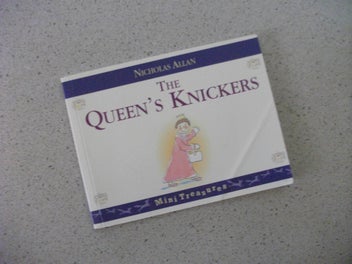 NICHOLAS ALLAN
THE
QUEEN'S KNICKERS
Mini Treasures